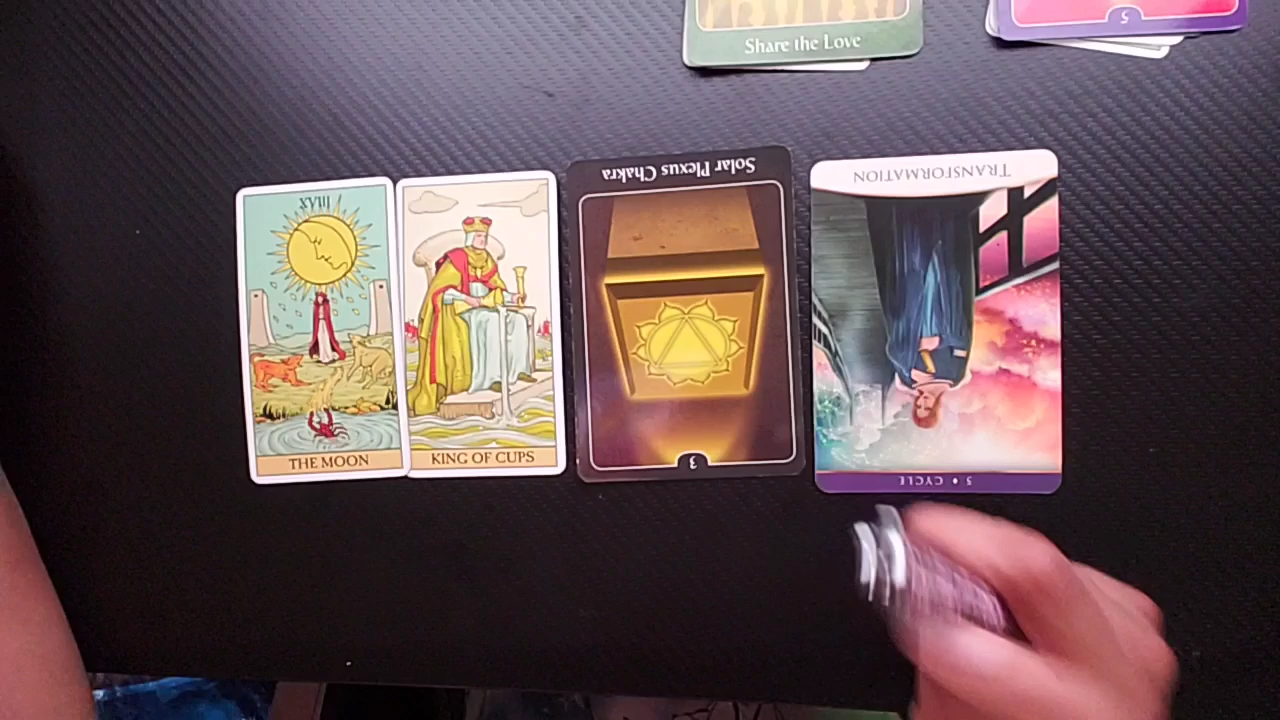 Share the Love
5
XVIII
THE MOON
KING OF CUPS
Solar Plexus Chakra
3
TRANSFORMATION
5 • CYCLE